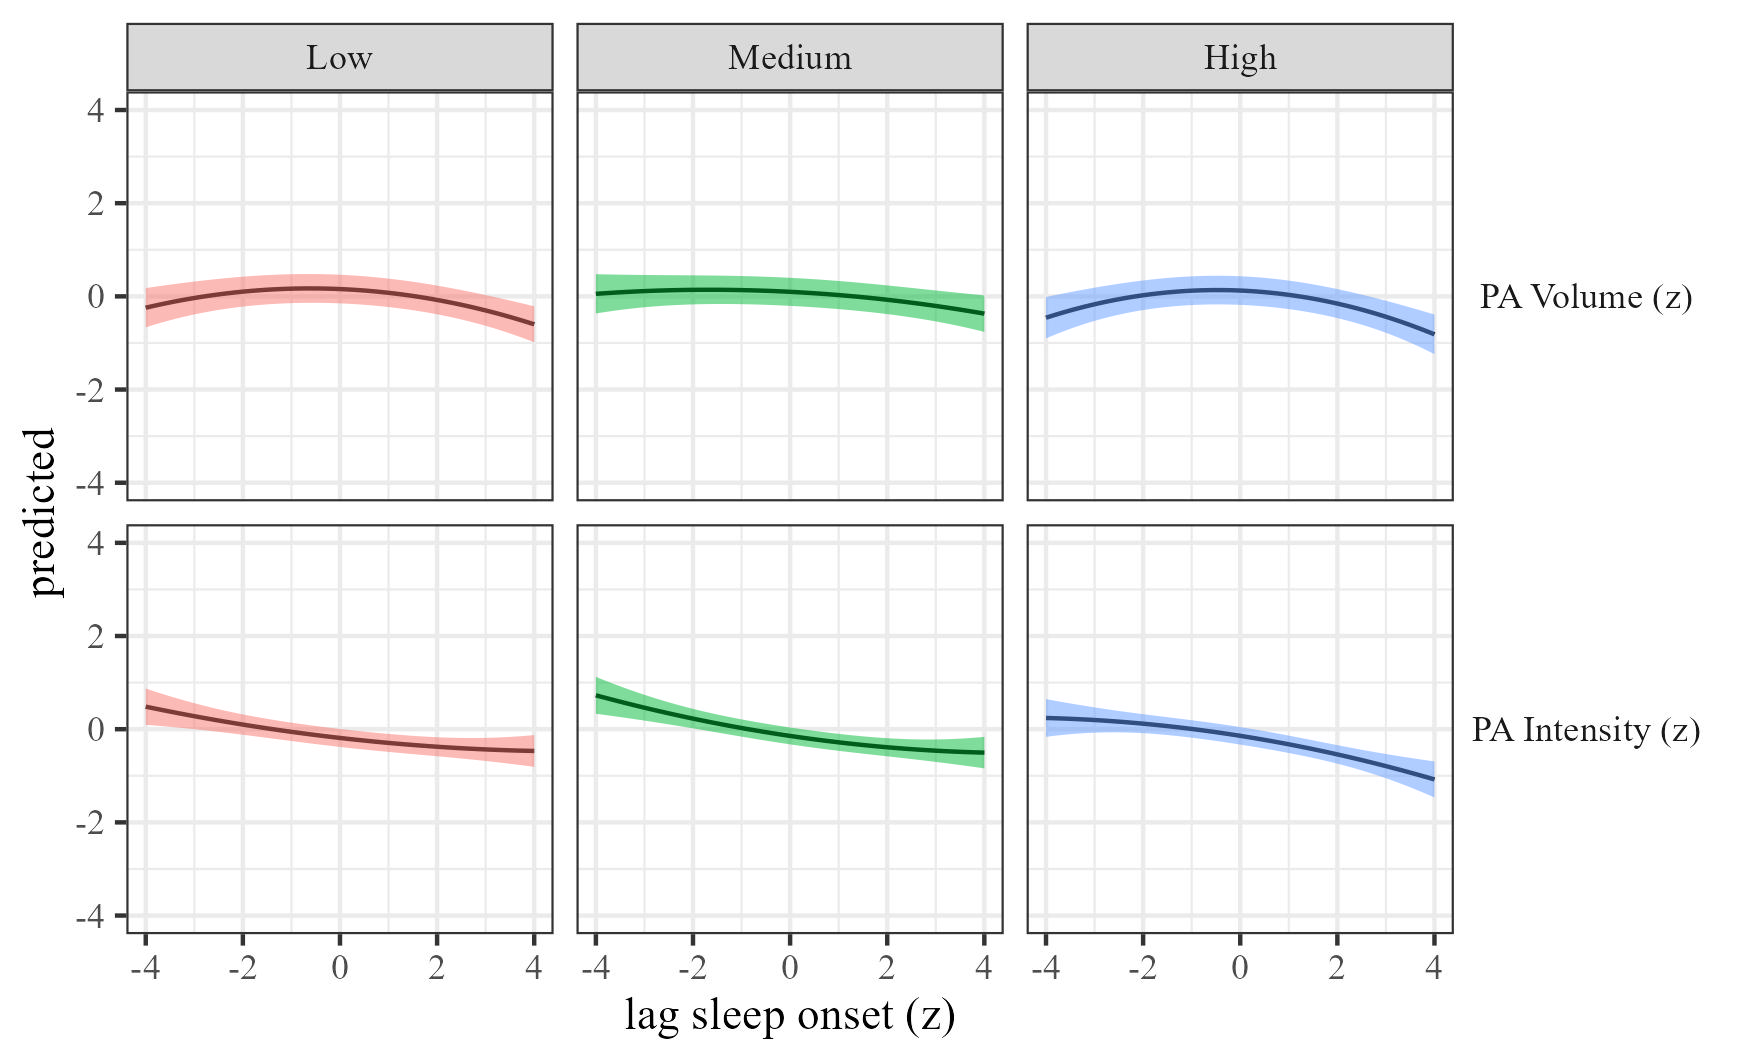 Low Medium High
4
2
0
-2
-4
PA Volume (z)
predicted
4
2
0
-2
-4
PA Intensity (z)
-4 -2 0 2 4 -4 -2 0 2 4 -4 -2 0 2 4
lag sleep onset (z)